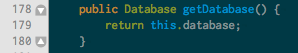 178 public Database getDatabase() {
179 return this.database;
180 }